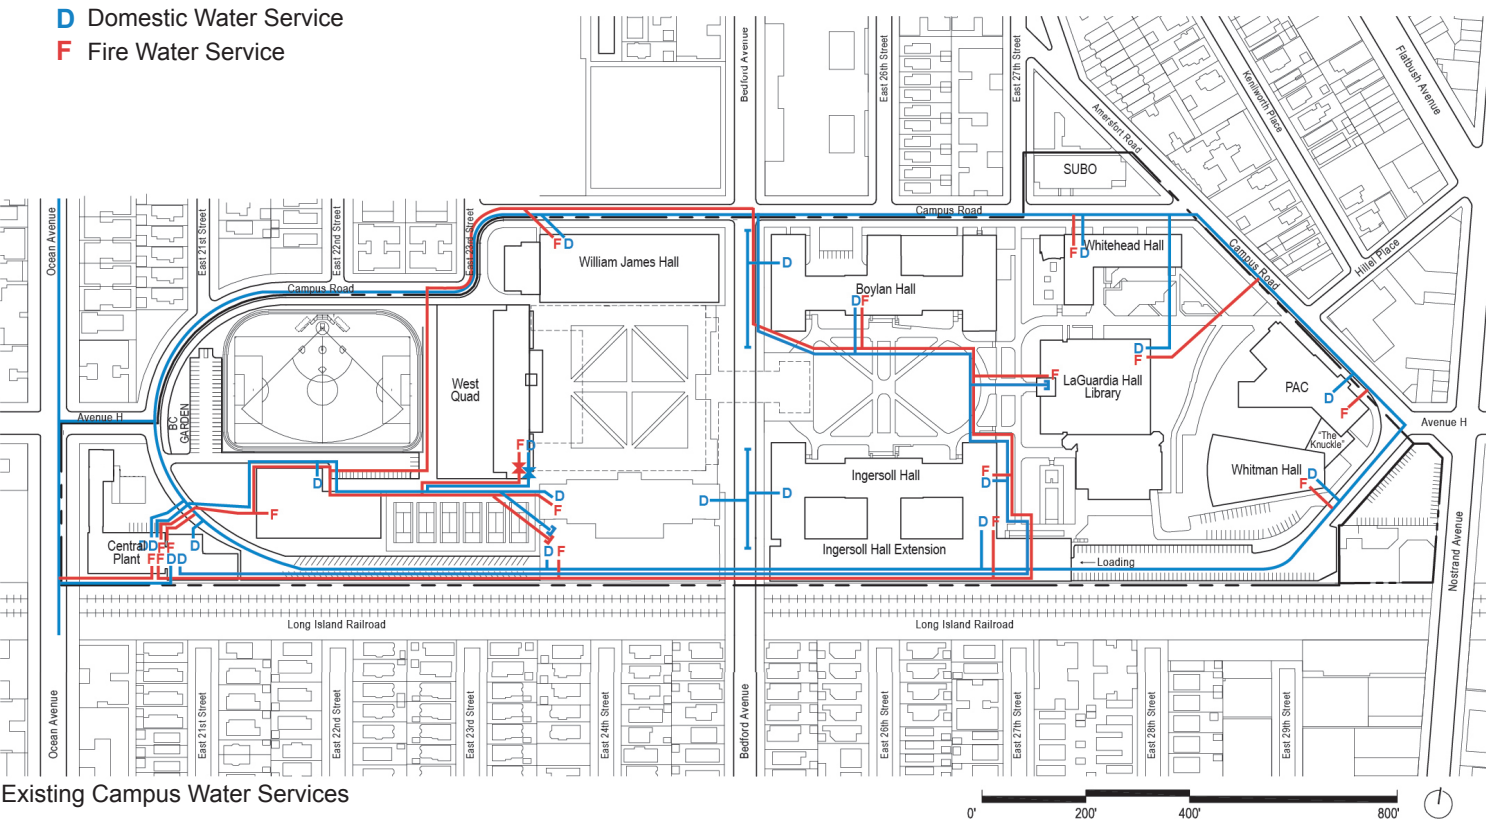 D Domestic Water Service
F Fire Water Service
Bedford Avenue
East 26th Street
East 27th Street
Kenilworth Place
Flatbush Avenue
Amersfort Road
SUBO
Ocean Avenue
East 21st Street
East 22nd Street
East 23rd Street
Campus Road
Campus Road
Campus Road
Hillel Place
F D
William James Hall
D
Whitehead Hall
F D
Boylan Hall
D F
D
F
LaGuardia Hall
Library
F
West
Quad
PAC
D
F
Avenue H
BC
GARDEN
Avenue H
"The
Knuckle"
F D
D
Ingersoll Hall
F
D
Whitman Hall
D
F
D
F
D
D
F
D F
D F
Central
Plant
D D F F
F F D D
D
Ingersoll Hall Extension
Loading
Nostrand Avenue
Long Island Railroad
Long Island Railroad
Ocean Avenue
East 21st Street
East 22nd Street
East 23rd Street
East 24th Street
Bedford Avenue
East 26th Street
East 27th Street
East 28th Street
East 29th Street
Existing Campus Water Services
0' 200' 400' 800'